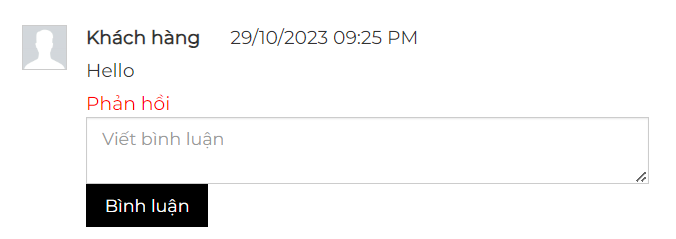 Khách hàng 29/10/2023 09:25 PM
Hello
Phản hồi
Viết bình luận
Bình luận